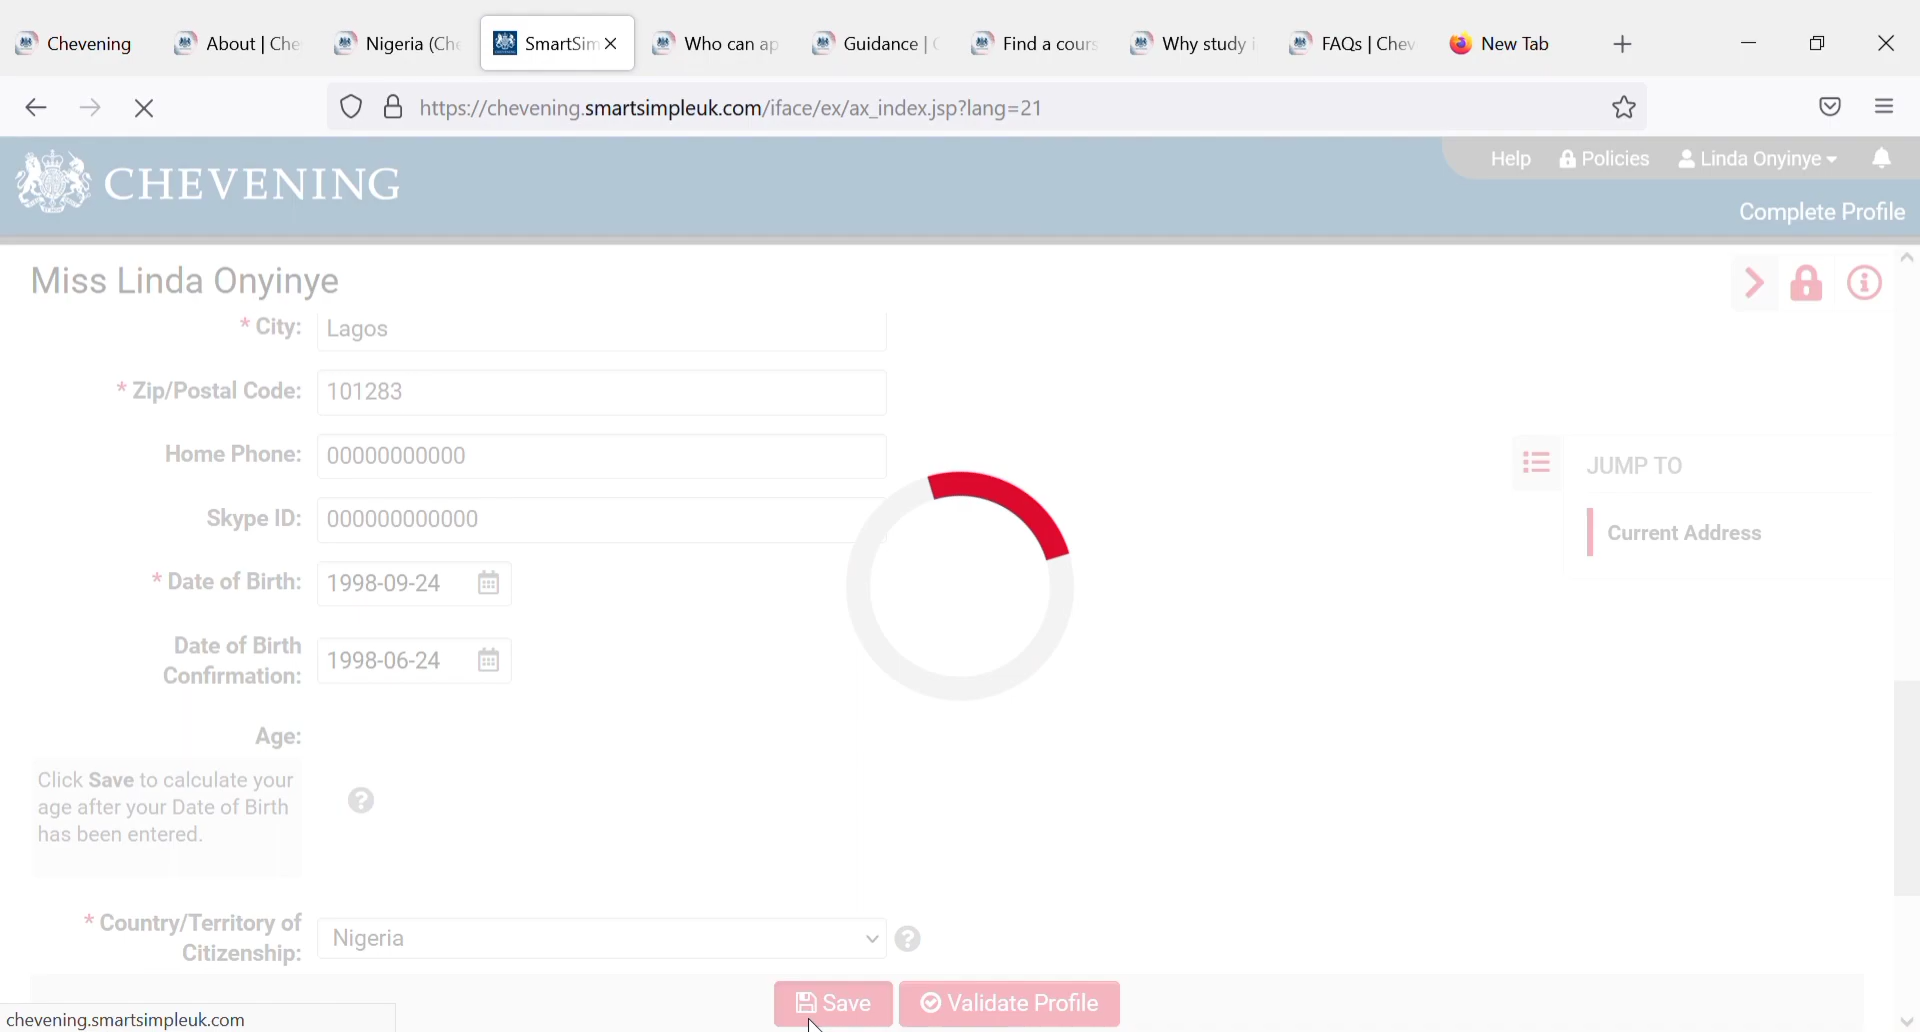 Chevening
About | Che
Nigeria (Che
SmartSim
Who can ap
Guidance | C
Find a cours
Why study i
FAQs | Chev
New Tab
https://chevening.smartsimpleuk.com/iface/ex/ax_index.jsp?lang=21
CHEVENING
Help
Policies
Linda Onyinye
Complete Profile
Miss Linda Onyinye
* City: Lagos
* Zip/Postal Code: 101283
Home Phone: 00000000000
JUMP TO
Skype ID: 000000000000
Current Address
* Date of Birth: 1998-09-24
Date of Birth
Confirmation: 1998-06-24
Age:
Click Save to calculate your
age after your Date of Birth
has been entered.
* Country/Territory of
Citizenship: Nigeria
Save
Validate Profile
chevening.smartsimpleuk.com